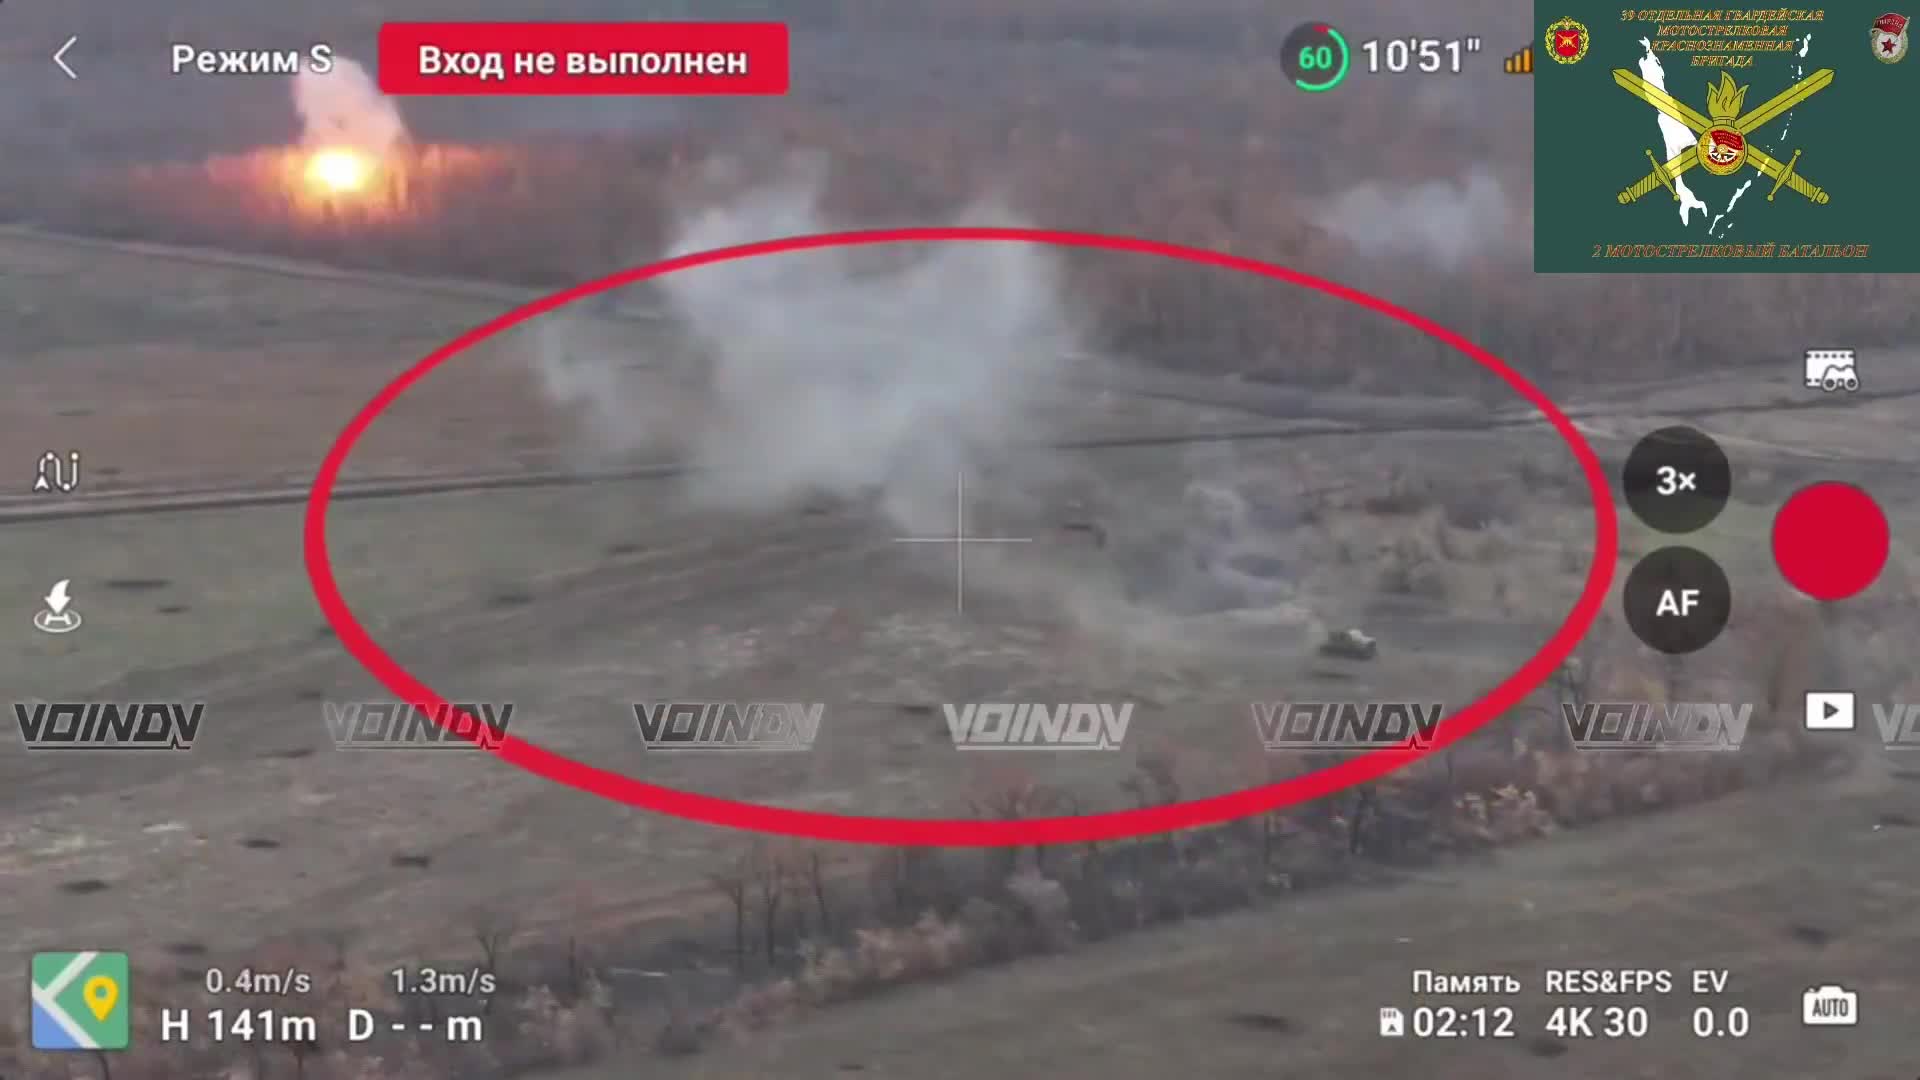 Режим S
Вход не выполнен
60
10'51"
39 ОТДЕЛЬНАЯ ГВАРДЕЙСКАЯ
МОТОСТРЕЛКОВАЯ
КРАСНОЗНАМЕННАЯ
БРИГАДА
ГВАРДИЯ
2 МОТОСТРЕЛКОВЫЙ БАТАЛЬОН
3×
AF
VOINDV VOINDV VOINDV VOINDV VOINDV VOINDV VO
0.4m/s 1.3m/s
H 141m D - - m
Память RES&FPS EV
02:12 4K 30 0.0
AUTO